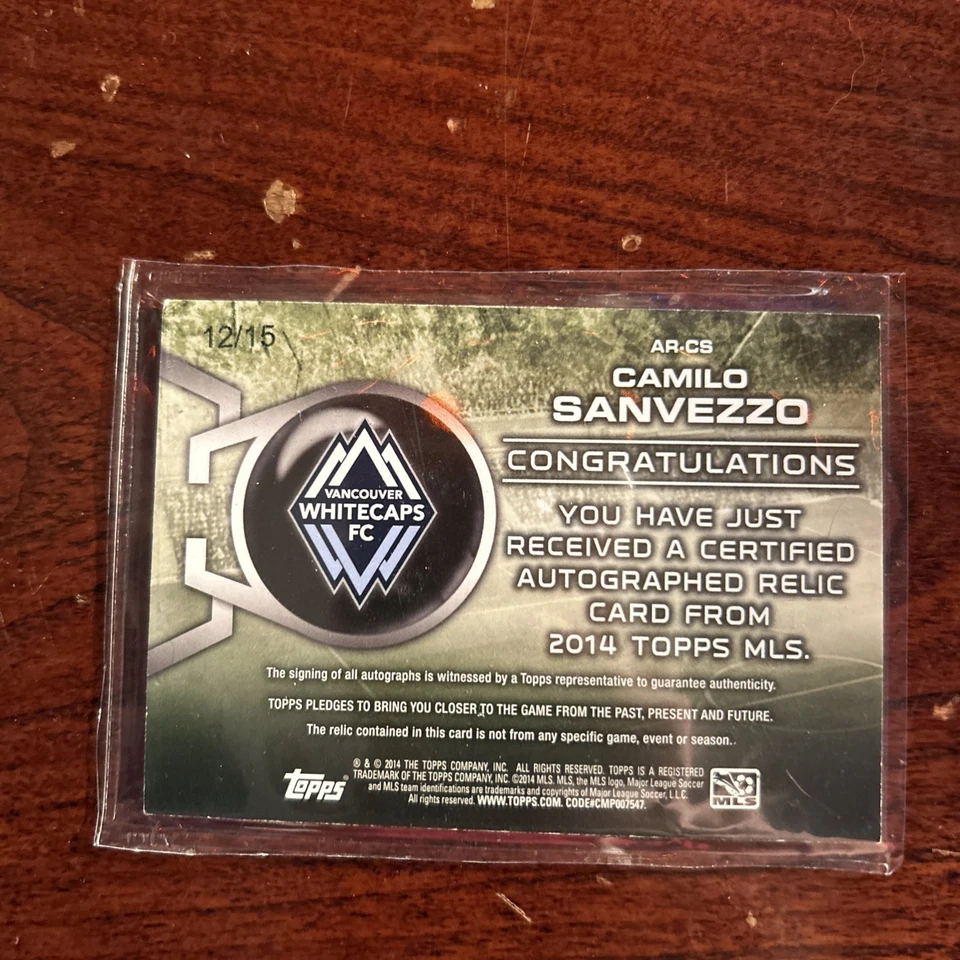 12/15
AR-CS
CAMILO
SANVEZZO
CONGRATULATIONS
VANCOUVER
WHITECAPS
FC
YOU HAVE JUST
RECEIVED A CERTIFIED
AUTOGRAPHED RELIC
CARD FROM
2014 TOPPS MLS.
The signing of all autographs is witnessed by a Topps representative to guarantee authenticity.
TOPPS PLEDGES TO BRING YOU CLOSER TO THE GAME FROM THE PAST, PRESENT AND FUTURE.
The relic contained in this card is not from any specific game, event or season.
topps®
® & © 2014 THE TOPPS COMPANY, INC. ALL RIGHTS RESERVED. TOPPS IS A REGISTERED
TRADEMARK OF THE TOPPS COMPANY, INC. ©2014 MLS. MLS, the MLS logo, Major League Soccer
and MLS team identifications are trademarks and copyrights of Major League Soccer, L.L.C.
All rights reserved. WWW.TOPPS.COM. CODE#CMP007547.
MLS